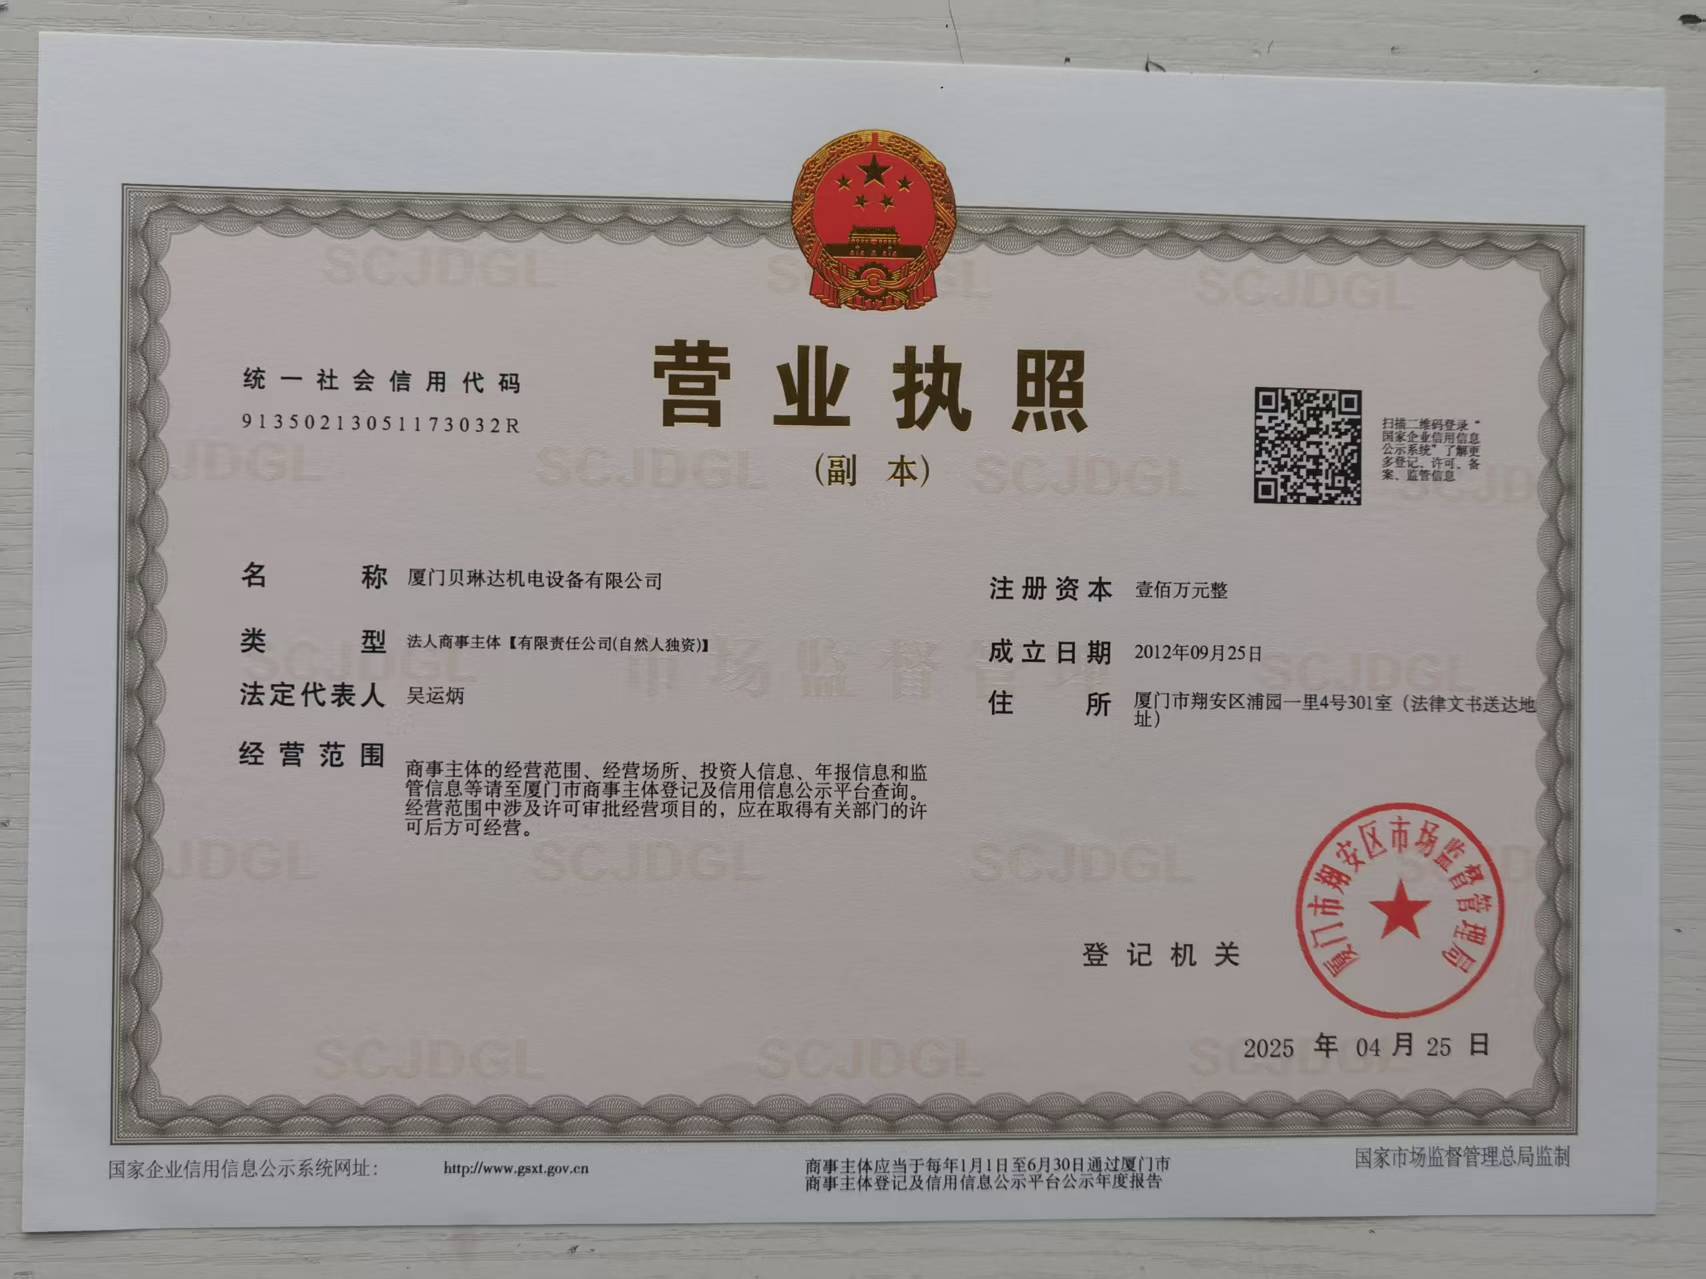 营业执照
(副 本)
统一社会信用代码
91350213051173032R
扫描二维码登录“
国家企业信用信息
公示系统”了解更
多登记、许可、备
案、监管信息
名 称 厦门贝琳达机电设备有限公司
类 型 法人商事主体【有限责任公司(自然人独资)】
法定代表人 吴运炳
经营范围
商事主体的经营范围、经营场所、投资人信息、年报信息和监
管信息等请至厦门市商事主体登记及信用信息公示平台查询。
经营范围中涉及许可审批经营项目的，应在取得有关部门的许
可后方可经营。
注册资本 壹佰万元整
成立日期 2012年09月25日
住 所 厦门市翔安区浦园一里4号301室（法律文书送达地
址）
登记机关
厦门市翔安区市场监督管理局
2025 年 04 月 25 日
国家企业信用信息公示系统网址： http://www.gsxt.gov.cn
商事主体应当于每年1月1日至6月30日通过厦门市
商事主体登记及信用信息公示平台公示年度报告
国家市场监督管理总局监制
SCJDGL
市场监督管理